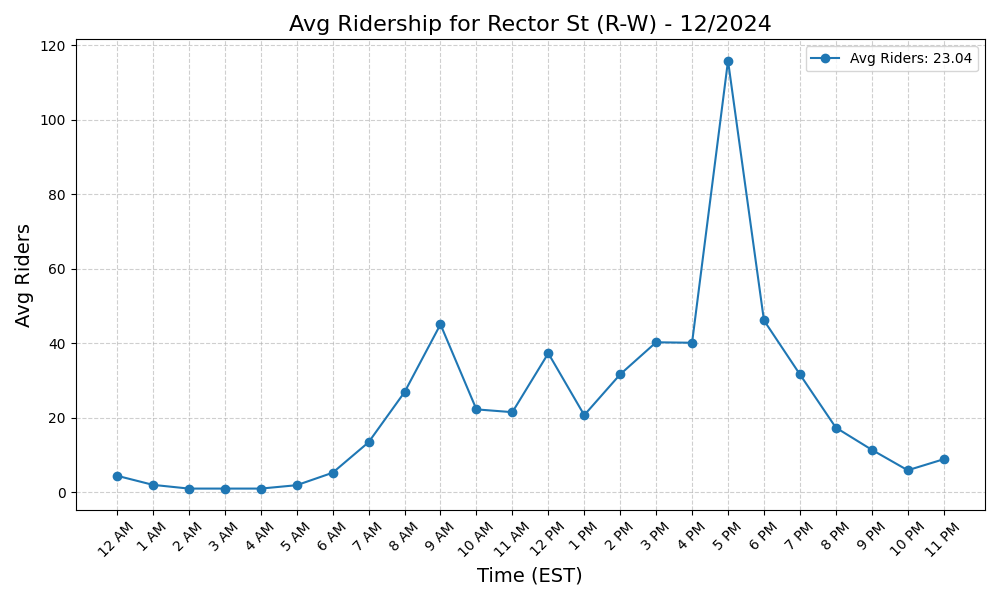 Avg Ridership for Rector St (R-W) - 12/2024
Avg Riders: 23.04
Avg Riders
120
100
80
60
40
20
0
12 AM
1 AM
2 AM
3 AM
4 AM
5 AM
6 AM
7 AM
8 AM
9 AM
10 AM
11 AM
12 PM
1 PM
2 PM
3 PM
4 PM
5 PM
6 PM
7 PM
8 PM
9 PM
10 PM
11 PM
Time (EST)